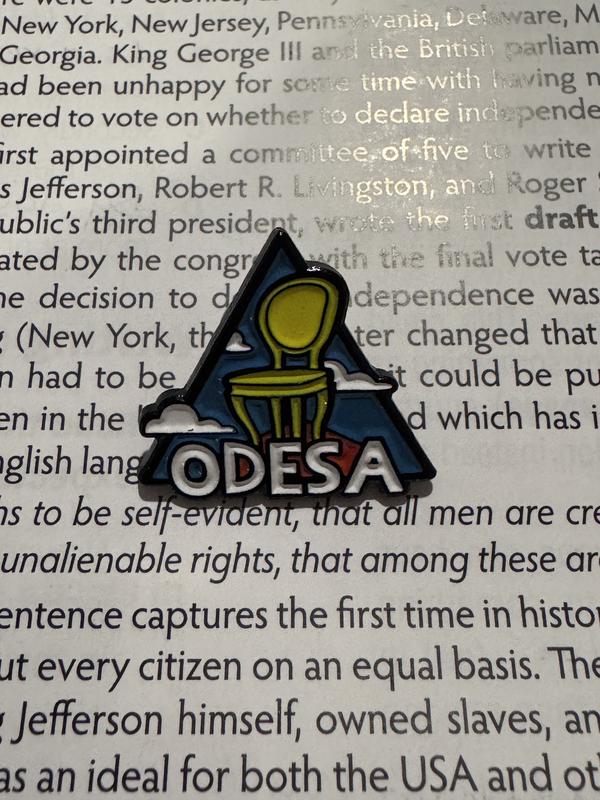 New York, New Jersey, Pennsylvania, Delaware, M
Georgia. King George III and the British parliam
ad been unhappy for some time with having n
ered to vote on whether to declare independe
first appointed a committee of five to write
s Jefferson, Robert R. Livingston, and Roger S
ublic's third president, wrote the first draft
ated by the congr with the final vote ta
he decision to d ndependence was
g (New York, th ter changed that
n had to be it could be pu
en in the d which has i
nglish lang
ODESA
hs to be self-evident, that all men are cre
unalienable rights, that among these are
entence captures the first time in histor
ut every citizen on an equal basis. The
g Jefferson himself, owned slaves, an
as an ideal for both the USA and oth